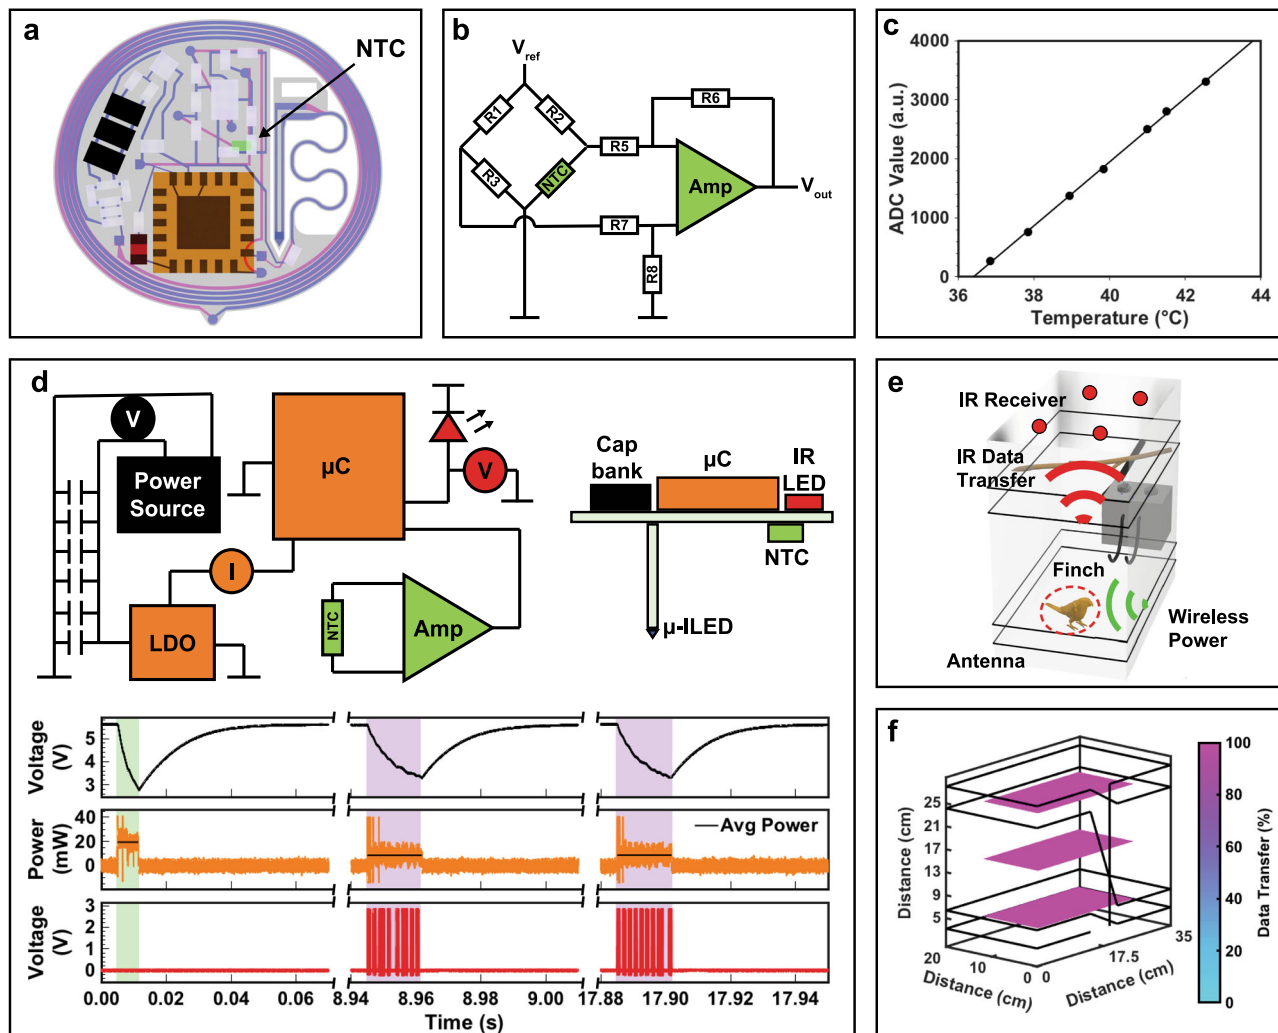 a
NTC
b
V_ref
R1
R2
R3
NTC
R5
R6
R7
R8
Amp
V_out
c
ADC Value (a.u.)
4000
3000
2000
1000
0
36
38
40
42
44
Temperature (°C)
d
V
Power
Source
µC
V
I
LDO
NTC
Amp
Cap
bank
µC
IR
LED
NTC
µ-ILED
Voltage
(V)
5
4
3
Power
(mW)
40
20
0
Avg Power
Voltage
(V)
3
2
1
0
0.00
0.02
0.04
0.06
8.94
8.96
8.98
9.00
17.88
17.90
17.92
17.94
Time (s)
e
IR Receiver
IR Data
Transfer
Finch
Wireless
Power
Antenna
f
Distance (cm)
25
21
17
13
9
5
20
10
0
Distance (cm)
0
17.5
35
Distance (cm)
100
80
60
40
20
0
Data Transfer (%)